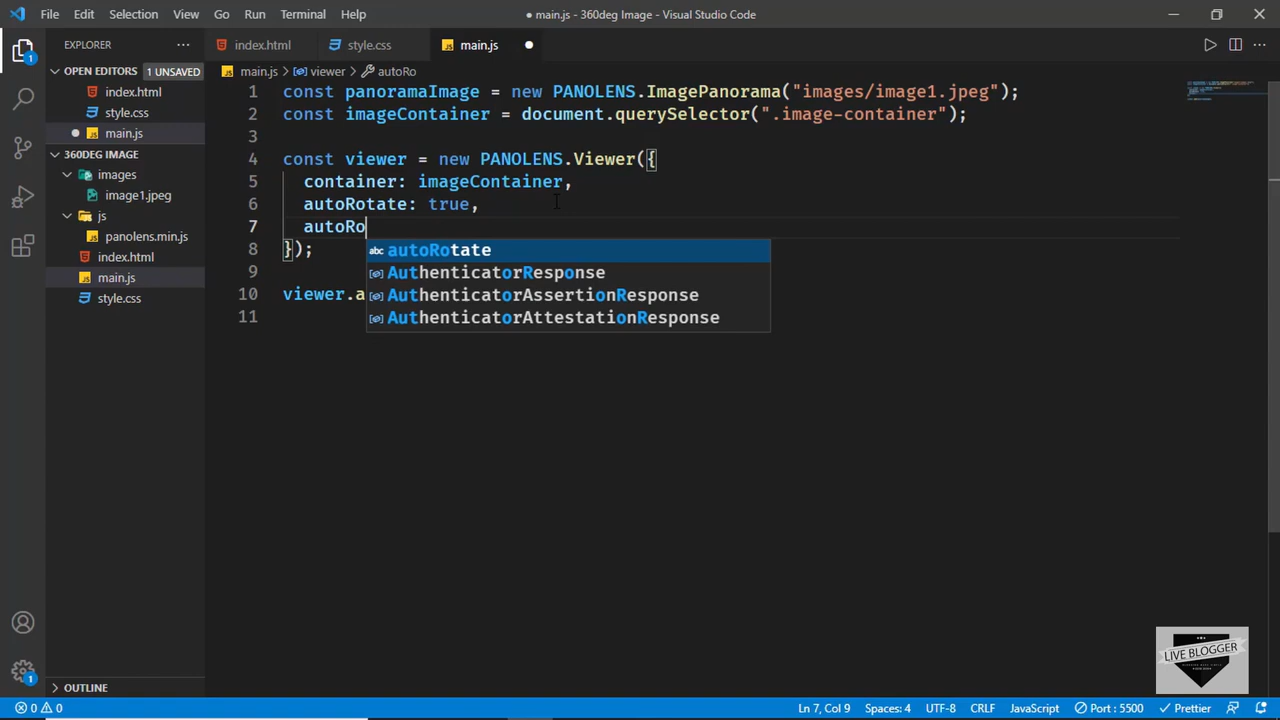 File Edit Selection View Go Run Terminal Help
● main.js - 360deg Image - Visual Studio Code
EXPLORER
index.html
style.css
main.js
OPEN EDITORS 1 UNSAVED
index.html
style.css
main.js
360DEG IMAGE
images
image1.jpeg
js
panolens.min.js
index.html
main.js
style.css
OUTLINE
main.js > viewer > autoRo
1 const panoramaImage = new PANOLENS.ImagePanorama("images/image1.jpeg");
2 const imageContainer = document.querySelector(".image-container");
3
4 const viewer = new PANOLENS.Viewer({
5 container: imageContainer,
6 autoRotate: true,
7 autoRo
8 });
9
10 viewer.a
11
abc autoRotate
AuthenticatorResponse
AuthenticatorAssertionResponse
AuthenticatorAttestationResponse
LIVE BLOGGER
0 0
Ln 7, Col 9 Spaces: 4 UTF-8 CRLF JavaScript Port : 5500 Prettier